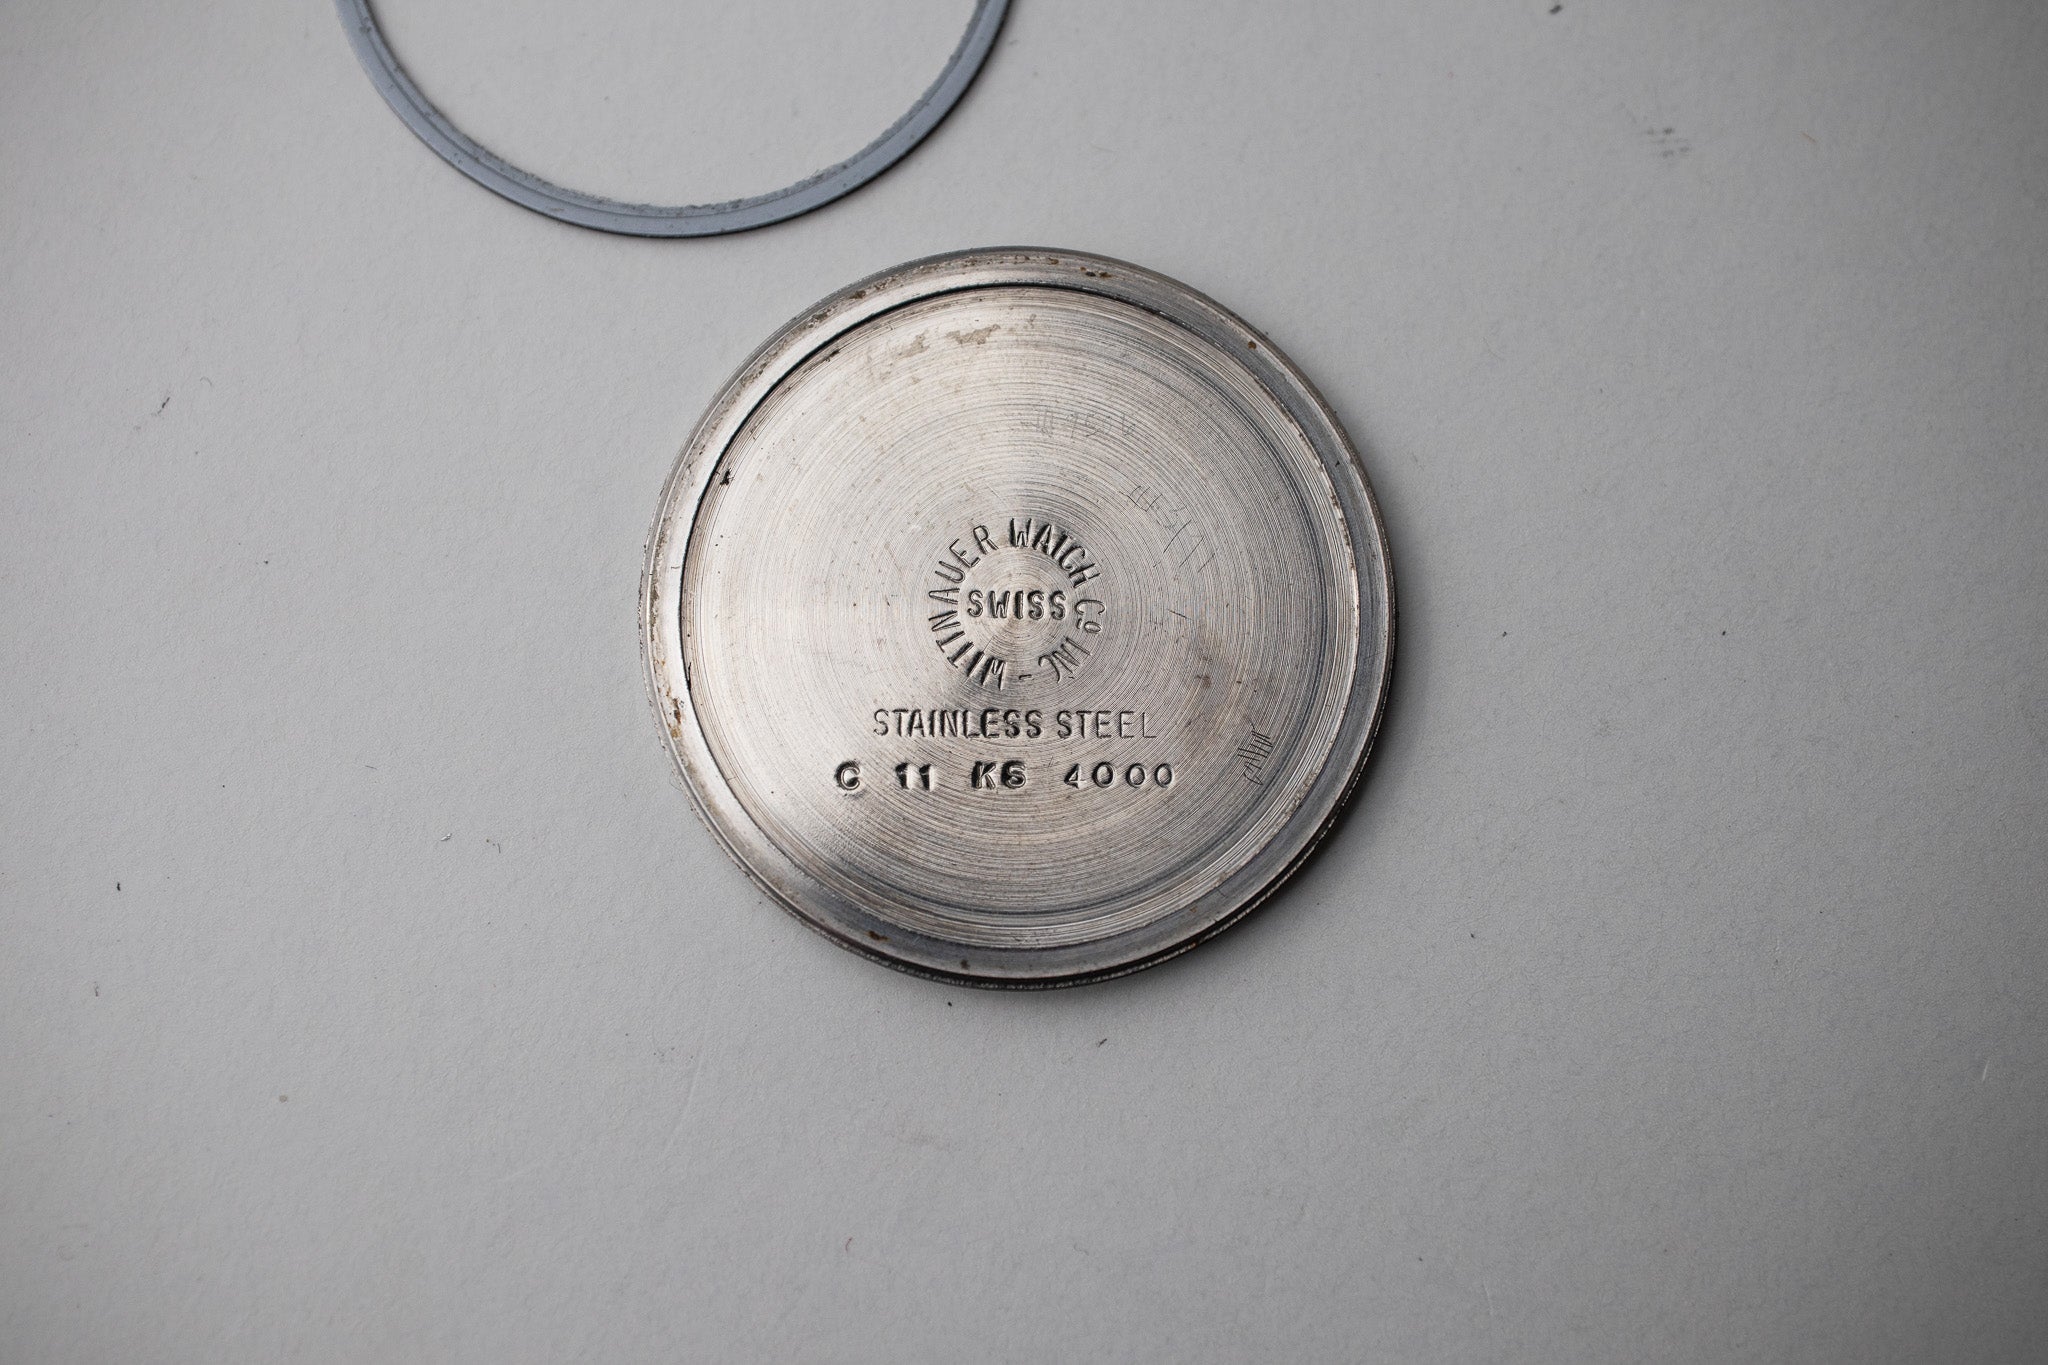 WITTNAUER WATCH Co INC -
SWISS
STAINLESS STEEL
C 11 KS 4000